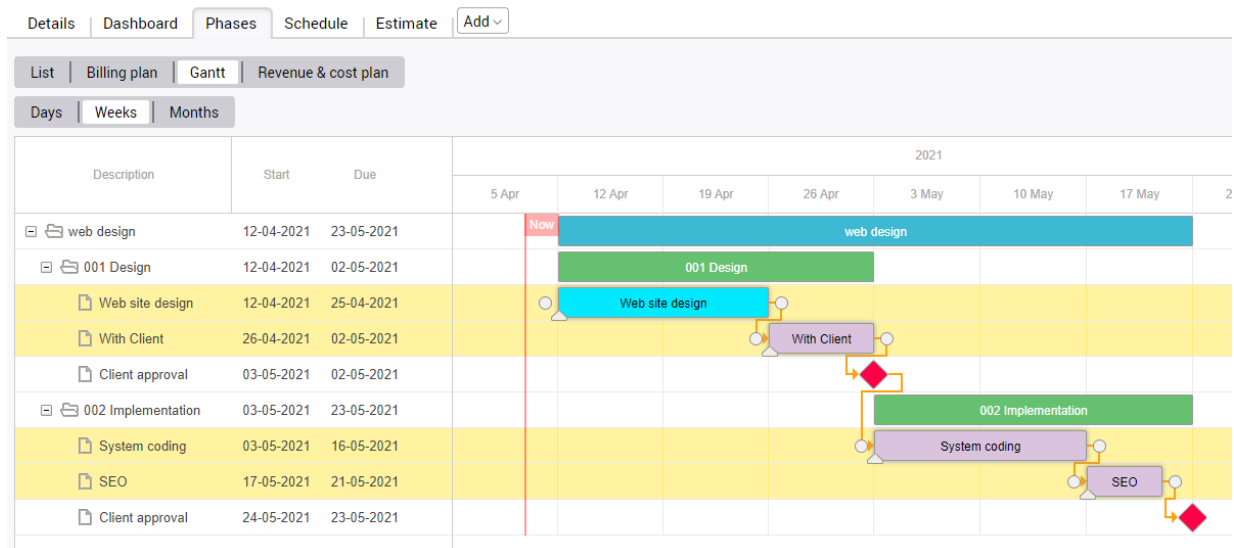 Details Dashboard Phases Schedule Estimate Add
List Billing plan Gantt Revenue & cost plan
Days Weeks Months
Description Start Due
2021
5 Apr 12 Apr 19 Apr 26 Apr 3 May 10 May 17 May 2
web design 12-04-2021 23-05-2021 Now web design
001 Design 12-04-2021 02-05-2021 001 Design
Web site design 12-04-2021 25-04-2021 Web site design
With Client 26-04-2021 02-05-2021 With Client
Client approval 03-05-2021 02-05-2021
002 Implementation 03-05-2021 23-05-2021 002 Implementation
System coding 03-05-2021 16-05-2021 System coding
SEO 17-05-2021 21-05-2021 SEO
Client approval 24-05-2021 23-05-2021